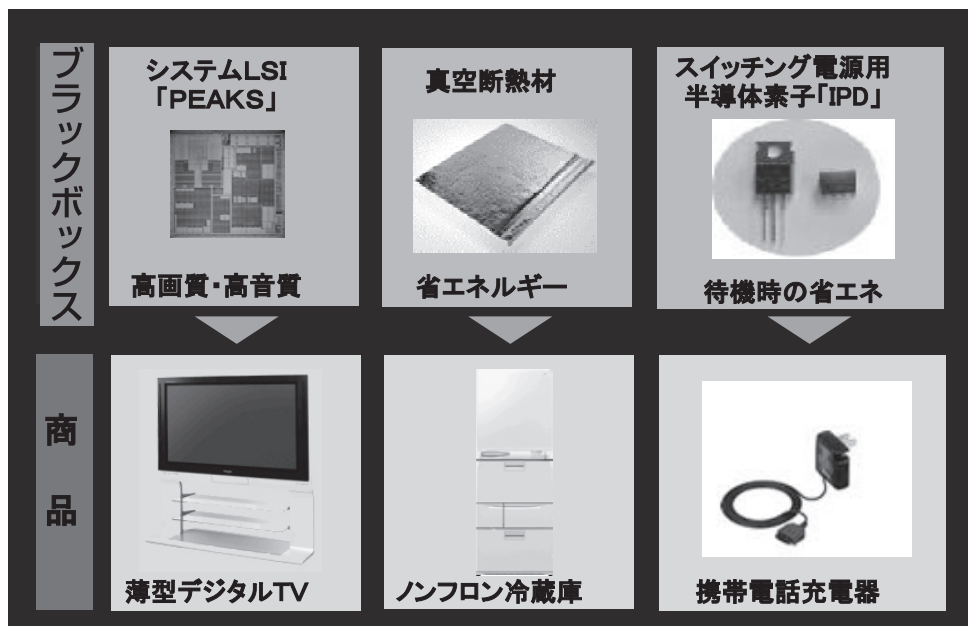 ブラックボックス
システムLSI
「PEAKS」
高画質・高音質
真空断熱材
省エネルギー
スイッチング電源用
半導体素子「IPD」
待機時の省エネ
商品
薄型デジタルTV
ノンフロン冷蔵庫
携帯電話充電器